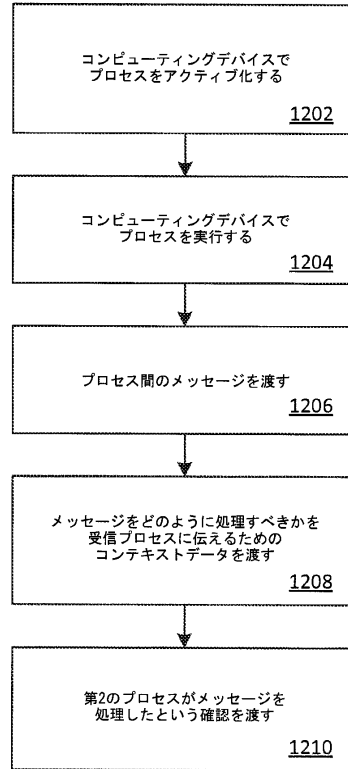 コンピューティングデバイスで
プロセスをアクティブ化する
1202
コンピューティングデバイスで
プロセスを実行する
1204
プロセス間のメッセージを渡す
1206
メッセージをどのように処理すべきかを
受信プロセスに伝えるための
コンテキストデータを渡す
1208
第2のプロセスがメッセージを
処理したという確認を渡す
1210